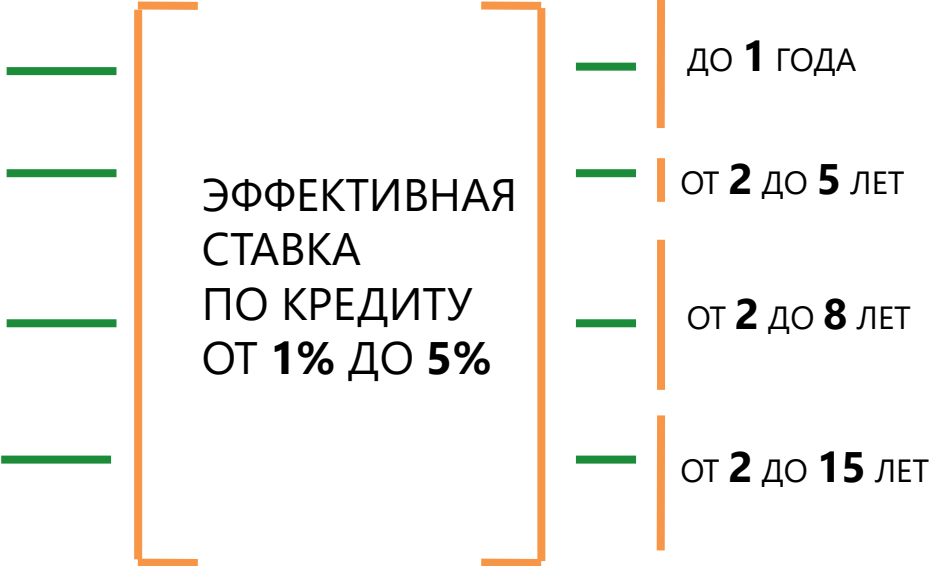 ЭФФЕКТИВНАЯ
СТАВКА
ПО КРЕДИТУ
ОТ 1% ДО 5%
ДО 1 ГОДА
ОТ 2 ДО 5 ЛЕТ
ОТ 2 ДО 8 ЛЕТ
ОТ 2 ДО 15 ЛЕТ